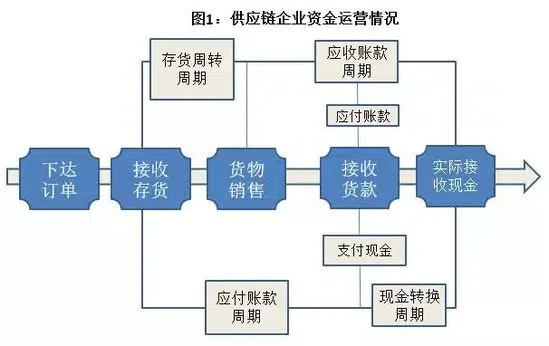 图1：供应链企业资金运营情况
存货周转
周期
应收账款
周期
应付账款
下达
订单
接收
存货
货物
销售
接收
货款
实际接
收现金
支付现金
应付账款
周期
现金转换
周期